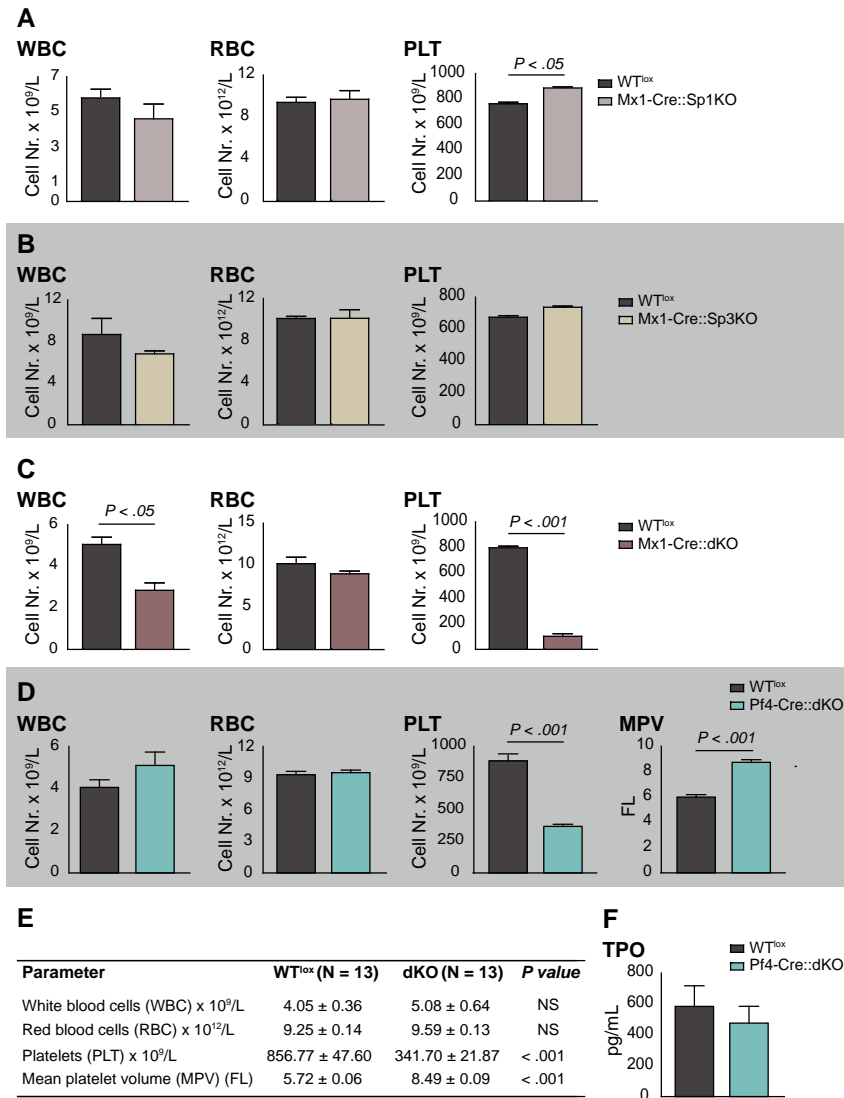 A
WBC
Cell Nr. x 10⁹/L
7
5
3
1
0
RBC
Cell Nr. x 10¹²/L
12
8
4
0
PLT
Cell Nr. x 10⁹/L
1000
800
600
400
200
0
P < .05
WTˡᵒˣ
Mx1-Cre::Sp1KO
B
WBC
Cell Nr. x 10⁹/L
12
8
4
0
RBC
Cell Nr. x 10¹²/L
12
8
4
0
PLT
Cell Nr. x 10⁹/L
800
600
400
200
0
WTˡᵒˣ
Mx1-Cre::Sp3KO
C
WBC
Cell Nr. x 10⁹/L
6
4
2
0
P < .05
RBC
Cell Nr. x 10¹²/L
15
10
5
0
PLT
Cell Nr. x 10⁹/L
1000
800
600
400
200
0
P < .001
WTˡᵒˣ
Mx1-Cre::dKO
D
WBC
Cell Nr. x 10⁹/L
6
4
2
0
RBC
Cell Nr. x 10¹²/L
12
9
6
3
0
PLT
Cell Nr. x 10⁹/L
1000
750
500
250
0
P < .001
WTˡᵒˣ
Pf4-Cre::dKO
MPV
FL
10
8
6
4
2
0
P < .001
E
Parameter WTˡᵒˣ (N = 13) dKO (N = 13) P value
White blood cells (WBC) x 10⁹/L 4.05 ± 0.36 5.08 ± 0.64 NS
Red blood cells (RBC) x 10¹²/L 9.25 ± 0.14 9.59 ± 0.13 NS
Platelets (PLT) x 10⁹/L 856.77 ± 47.60 341.70 ± 21.87 < .001
Mean platelet volume (MPV) (FL) 5.72 ± 0.06 8.49 ± 0.09 < .001
F
TPO
pg/mL
800
600
400
200
0
WTˡᵒˣ
Pf4-Cre::dKO